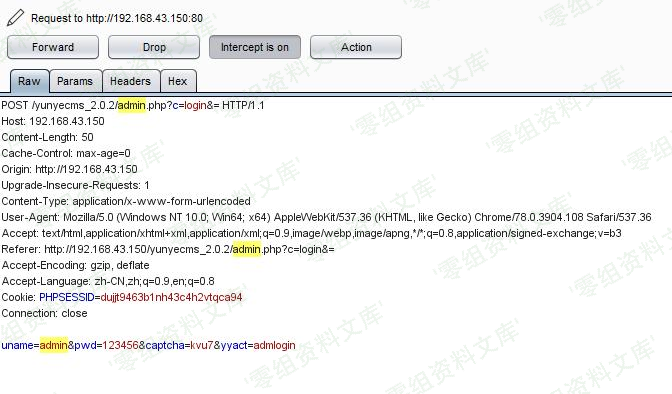 Request to http://192.168.43.150:80
Forward Drop Intercept is on Action
Raw Params Headers Hex
POST /yunyecms_2.0.2/admin.php?c=login&= HTTP/1.1
Host: 192.168.43.150
Content-Length: 50
Cache-Control: max-age=0
Origin: http://192.168.43.150
Upgrade-Insecure-Requests: 1
Content-Type: application/x-www-form-urlencoded
User-Agent: Mozilla/5.0 (Windows NT 10.0; Win64; x64) AppleWebKit/537.36 (KHTML, like Gecko) Chrome/78.0.3904.108 Safari/537.36
Accept: text/html,application/xhtml+xml,application/xml;q=0.9,image/webp,image/apng,*/*;q=0.8,application/signed-exchange;v=b3
Referer: http://192.168.43.150/yunyecms_2.0.2/admin.php?c=login&=
Accept-Encoding: gzip, deflate
Accept-Language: zh-CN,zh;q=0.9,en;q=0.8
Cookie: PHPSESSID=dujjt9463b1nh43c4h2vtqca94
Connection: close
uname=admin&pwd=123456&captcha=kvu7&yyact=admlogin
'零组资料文库'